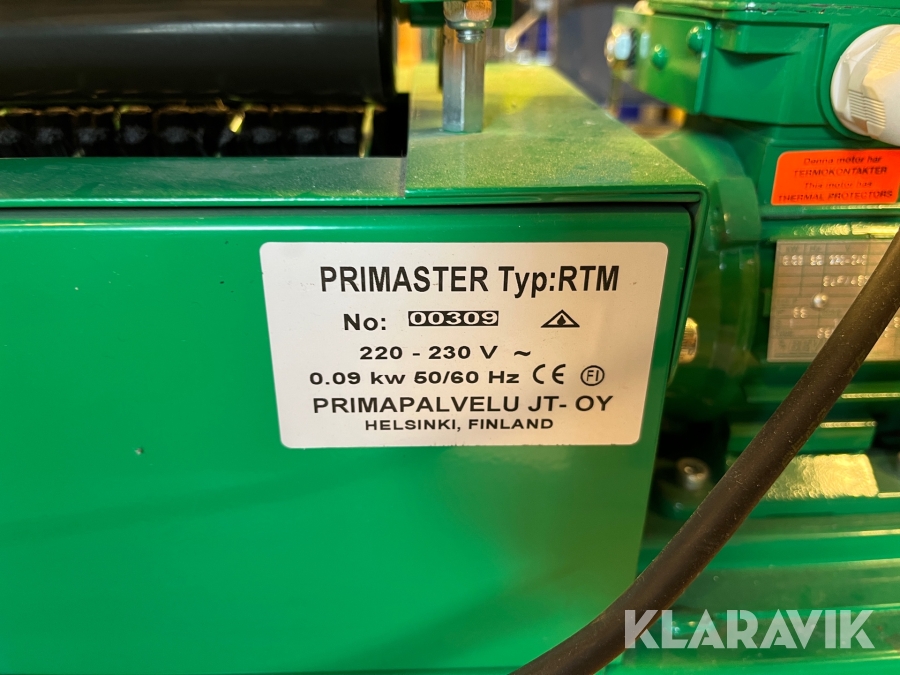 PRIMASTER Typ:RTM
No: 00309
220 - 230 V ~
0.09 kw 50/60 Hz CE FI
PRIMAPALVELU JT- OY
HELSINKI, FINLAND
Denna motor har
TERMOKONTAKTER
This motor has
THERMAL PROTECTORS
KLARAVIK